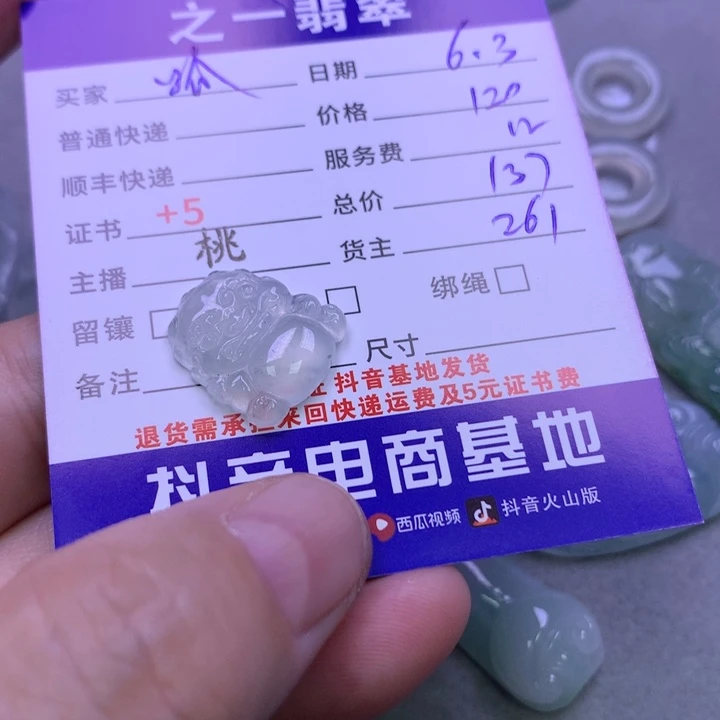 之一翡翠
买家 日期 6.3
普通快递 价格 120
顺丰快递 服务费 12
证书 +5 总价 137
主播 桃 货主 261
留镶 绑绳
备注 尺寸
抖音基地发货
退货需承担来回快递运费及5元证书费
抖音电商基地
西瓜视频 抖音火山版